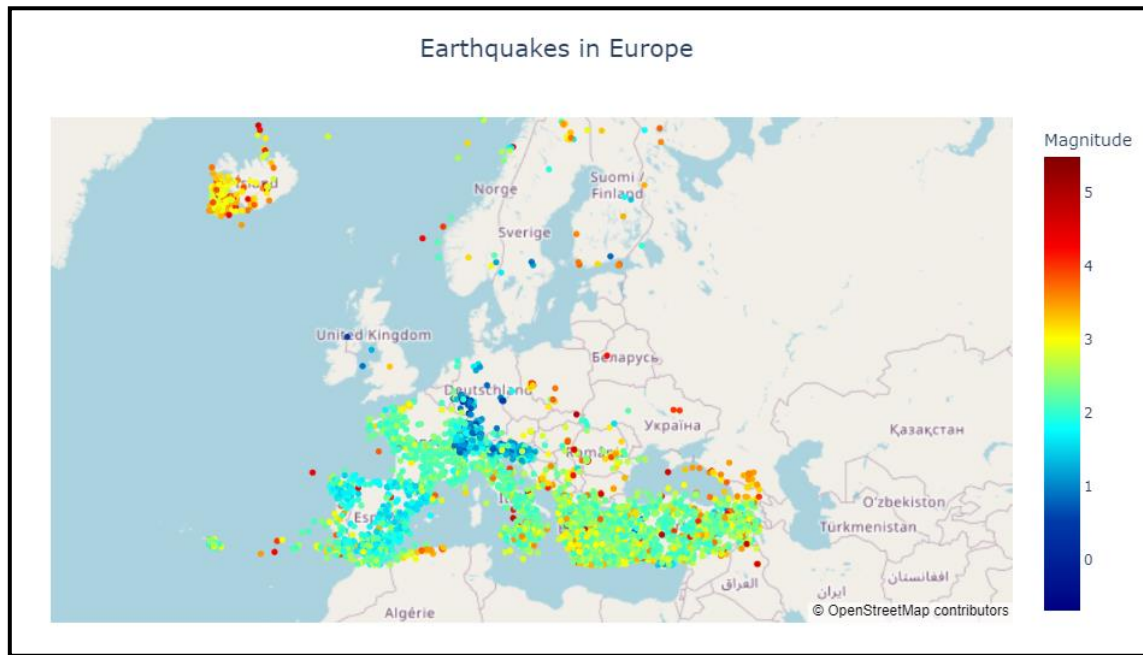 Earthquakes in Europe
Magnitude
5
4
3
2
1
0
Norge
Suomi /
Finland
Sverige
United Kingdom
Беларусь
Deutschland
Україна
Қазақстан
Esp
O'zbekiston
Türkmenistan
افغانستان
العراق
ایران
Algérie
© OpenStreetMap contributors